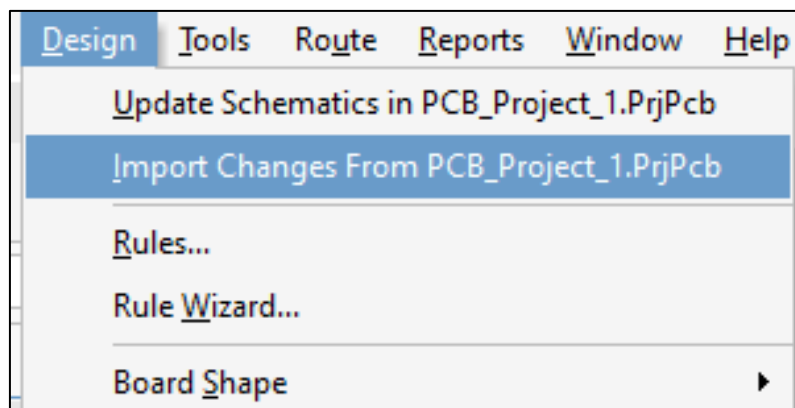 Design Tools Route Reports Window Help
Update Schematics in PCB_Project_1.PrjPcb
Import Changes From PCB_Project_1.PrjPcb
Rules...
Rule Wizard...
Board Shape